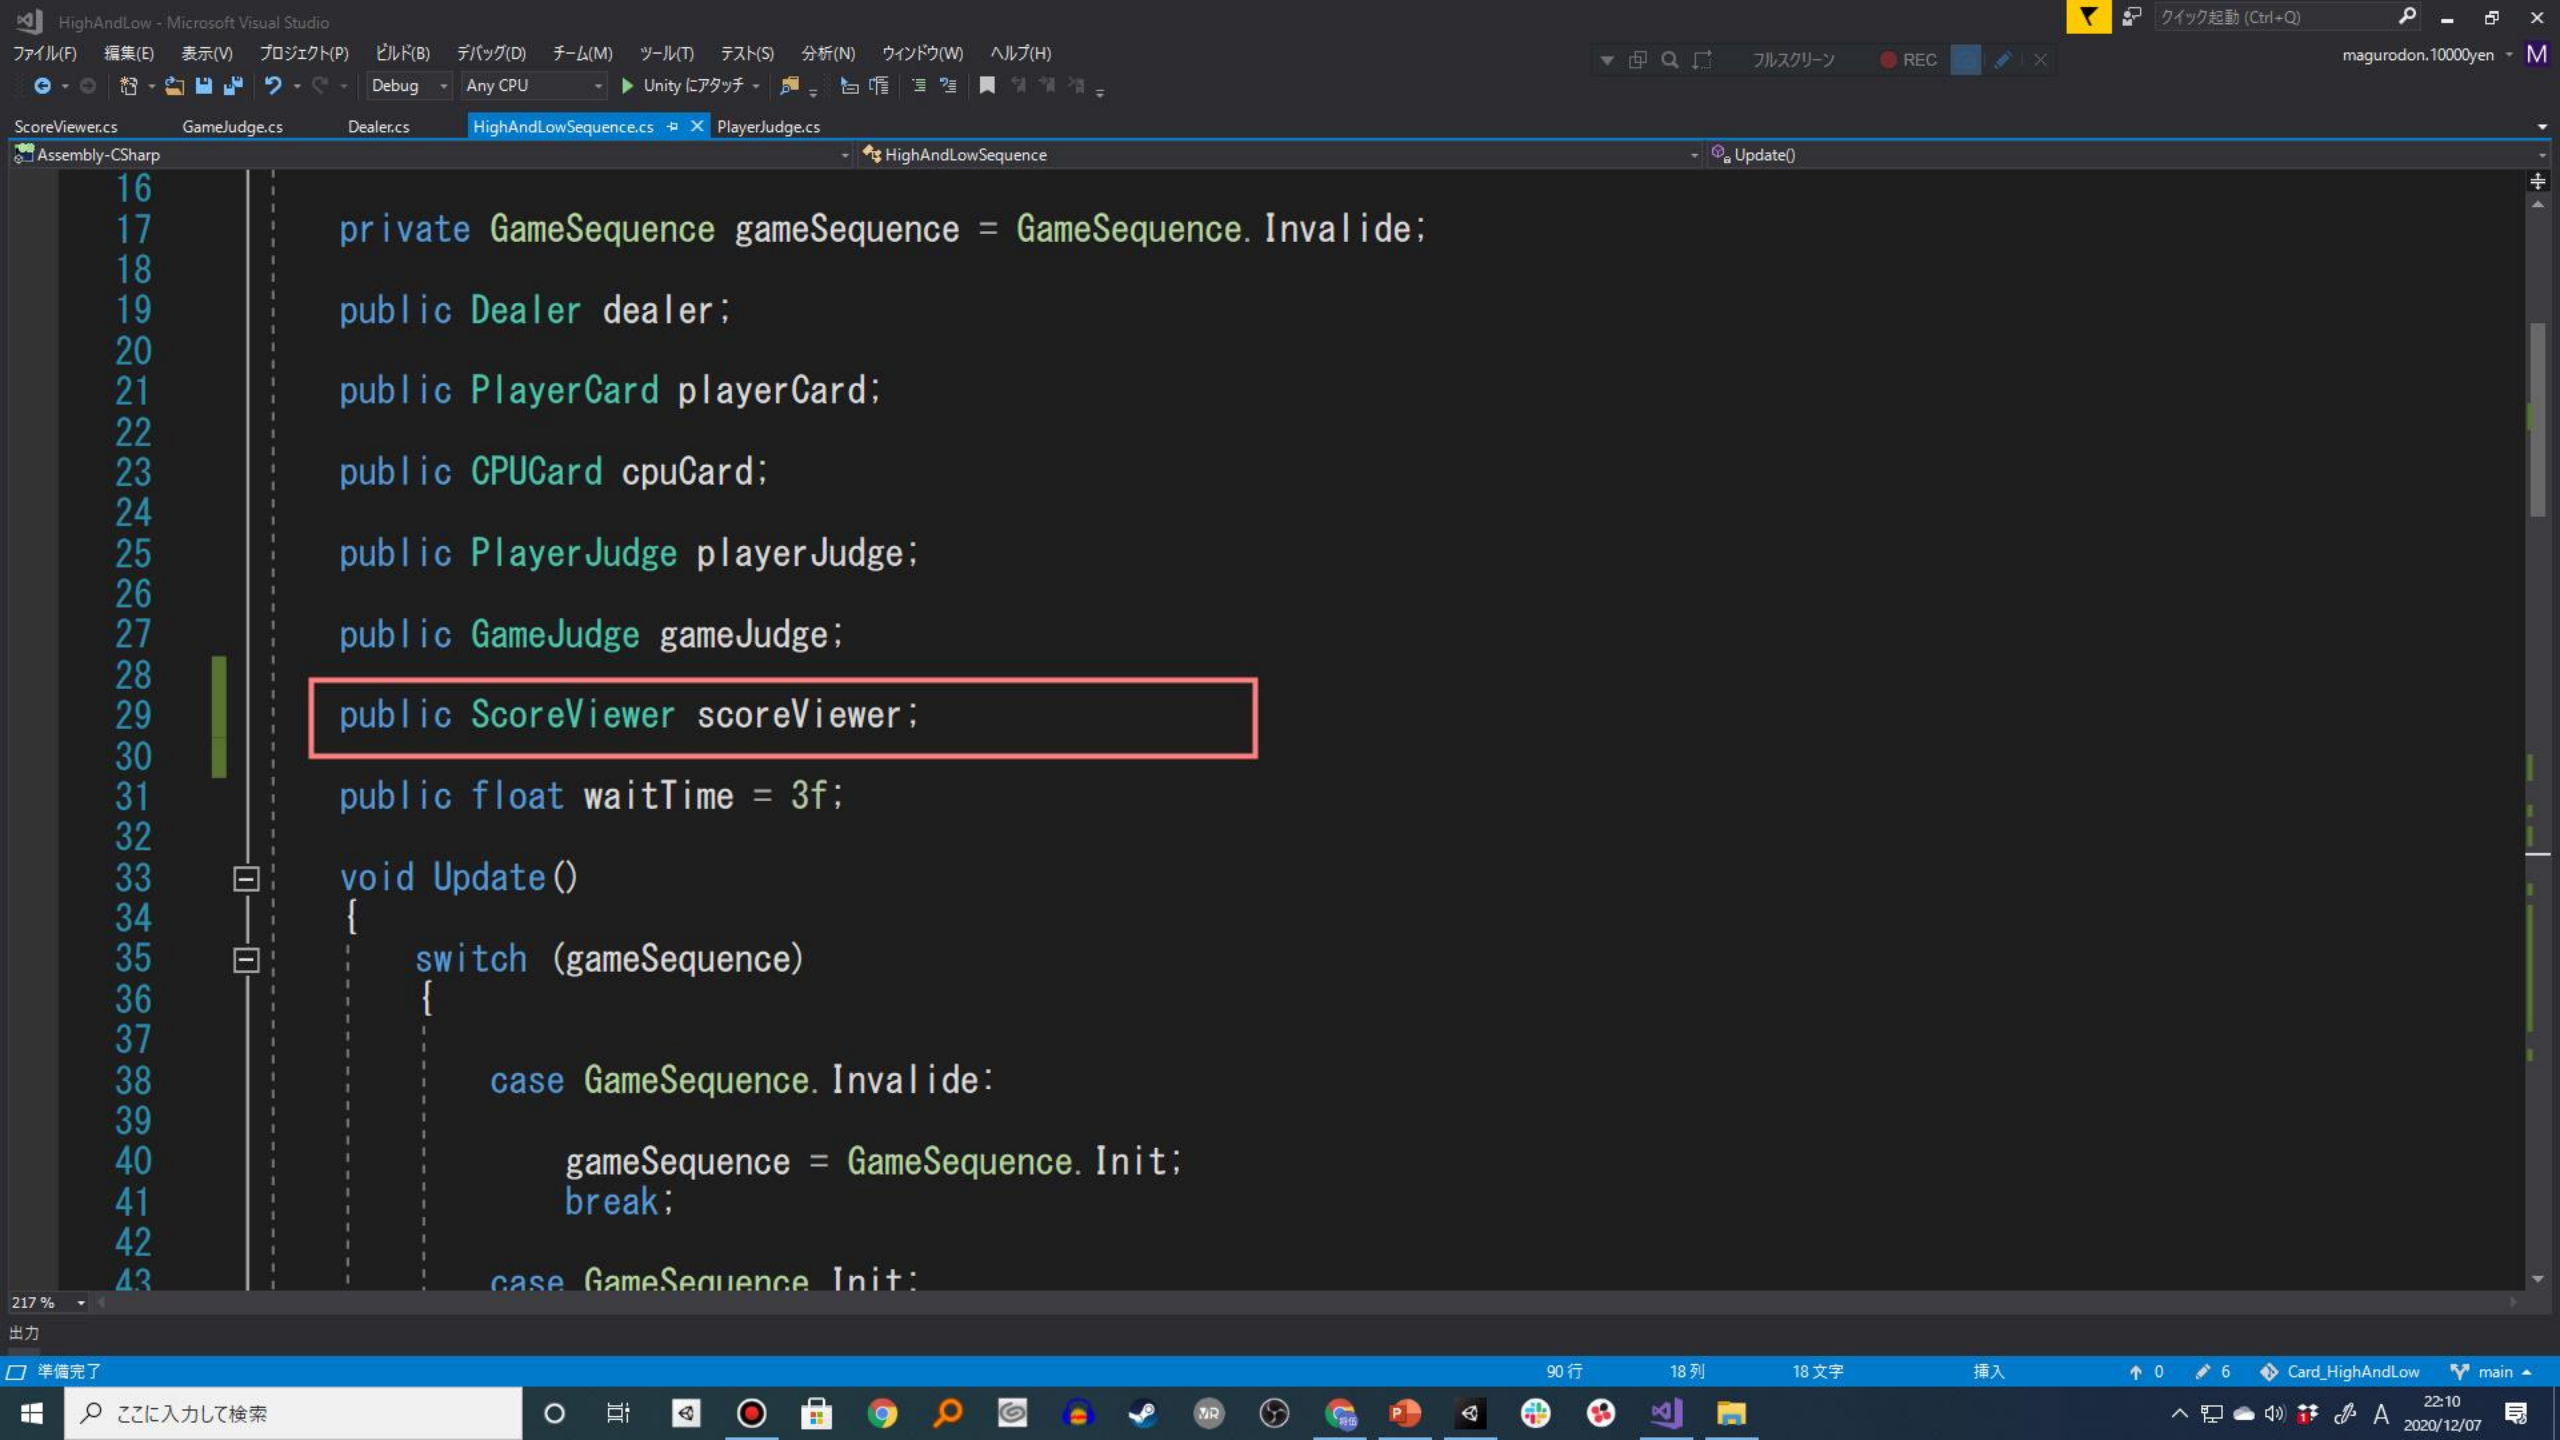 HighAndLow - Microsoft Visual Studio
クイック起動 (Ctrl+Q)
ファイル(F) 編集(E) 表示(V) プロジェクト(P) ビルド(B) デバッグ(D) チーム(M) ツール(T) テスト(S) 分析(N) ウィンドウ(W) ヘルプ(H)
フルスクリーン REC
magurodon.10000yen M
Debug Any CPU Unity にアタッチ
ScoreViewer.cs GameJudge.cs Dealer.cs HighAndLowSequence.cs PlayerJudge.cs
Assembly-CSharp HighAndLowSequence Update()
16
17 private GameSequence gameSequence = GameSequence.Invalide;
18
19 public Dealer dealer;
20
21 public PlayerCard playerCard;
22
23 public CPUCard cpuCard;
24
25 public PlayerJudge playerJudge;
26
27 public GameJudge gameJudge;
28
29 public ScoreViewer scoreViewer;
30
31 public float waitTime = 3f;
32
33 void Update()
34 {
35 switch (gameSequence)
36 {
37
38 case GameSequence.Invalide:
39
40 gameSequence = GameSequence.Init;
41 break;
42
43 case GameSequence.Init:
217 %
出力
準備完了 90 行 18 列 18 文字 挿入 0 6 Card_HighAndLow main
ここに入力して検索
A 22:10
2020/12/07